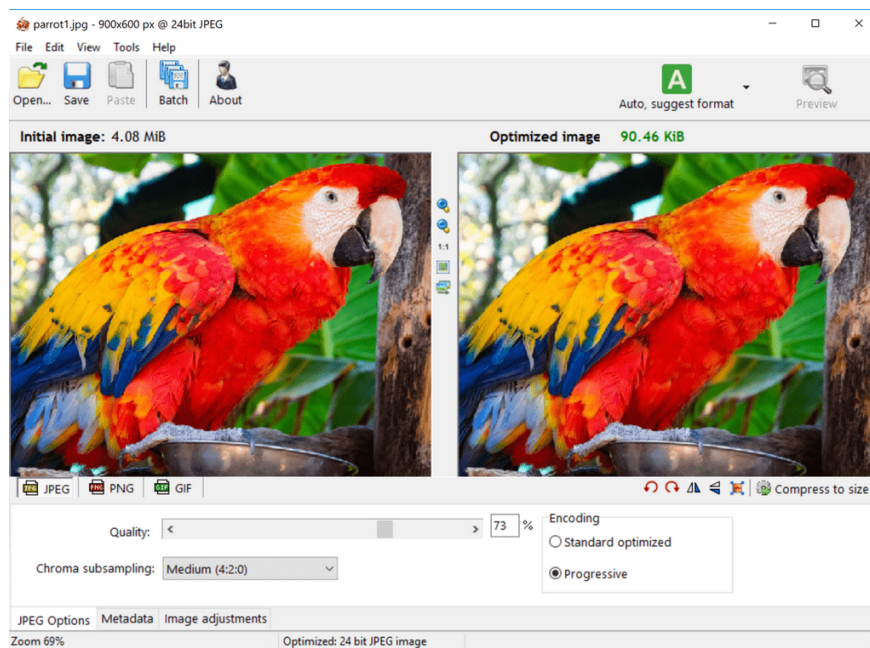 parrot1.jpg - 900x600 px @ 24bit JPEG
File Edit View Tools Help
Open... Save Paste Batch About
A
Auto, suggest format
Preview
Initial image: 4.08 MiB
Optimized image 90.46 KiB
1:1
JPEG PNG GIF
Compress to size
Quality: 73 %
Encoding
Standard optimized
Chroma subsampling: Medium (4:2:0)
Progressive
JPEG Options Metadata Image adjustments
Zoom 69% Optimized: 24 bit JPEG image